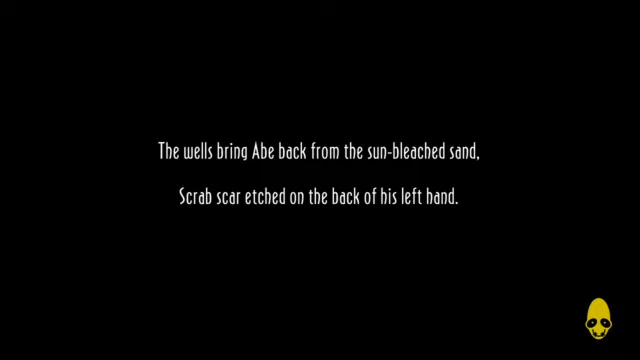 The wells bring Abe back from the sun-bleached sand,
Scrab scar etched on the back of his left hand.